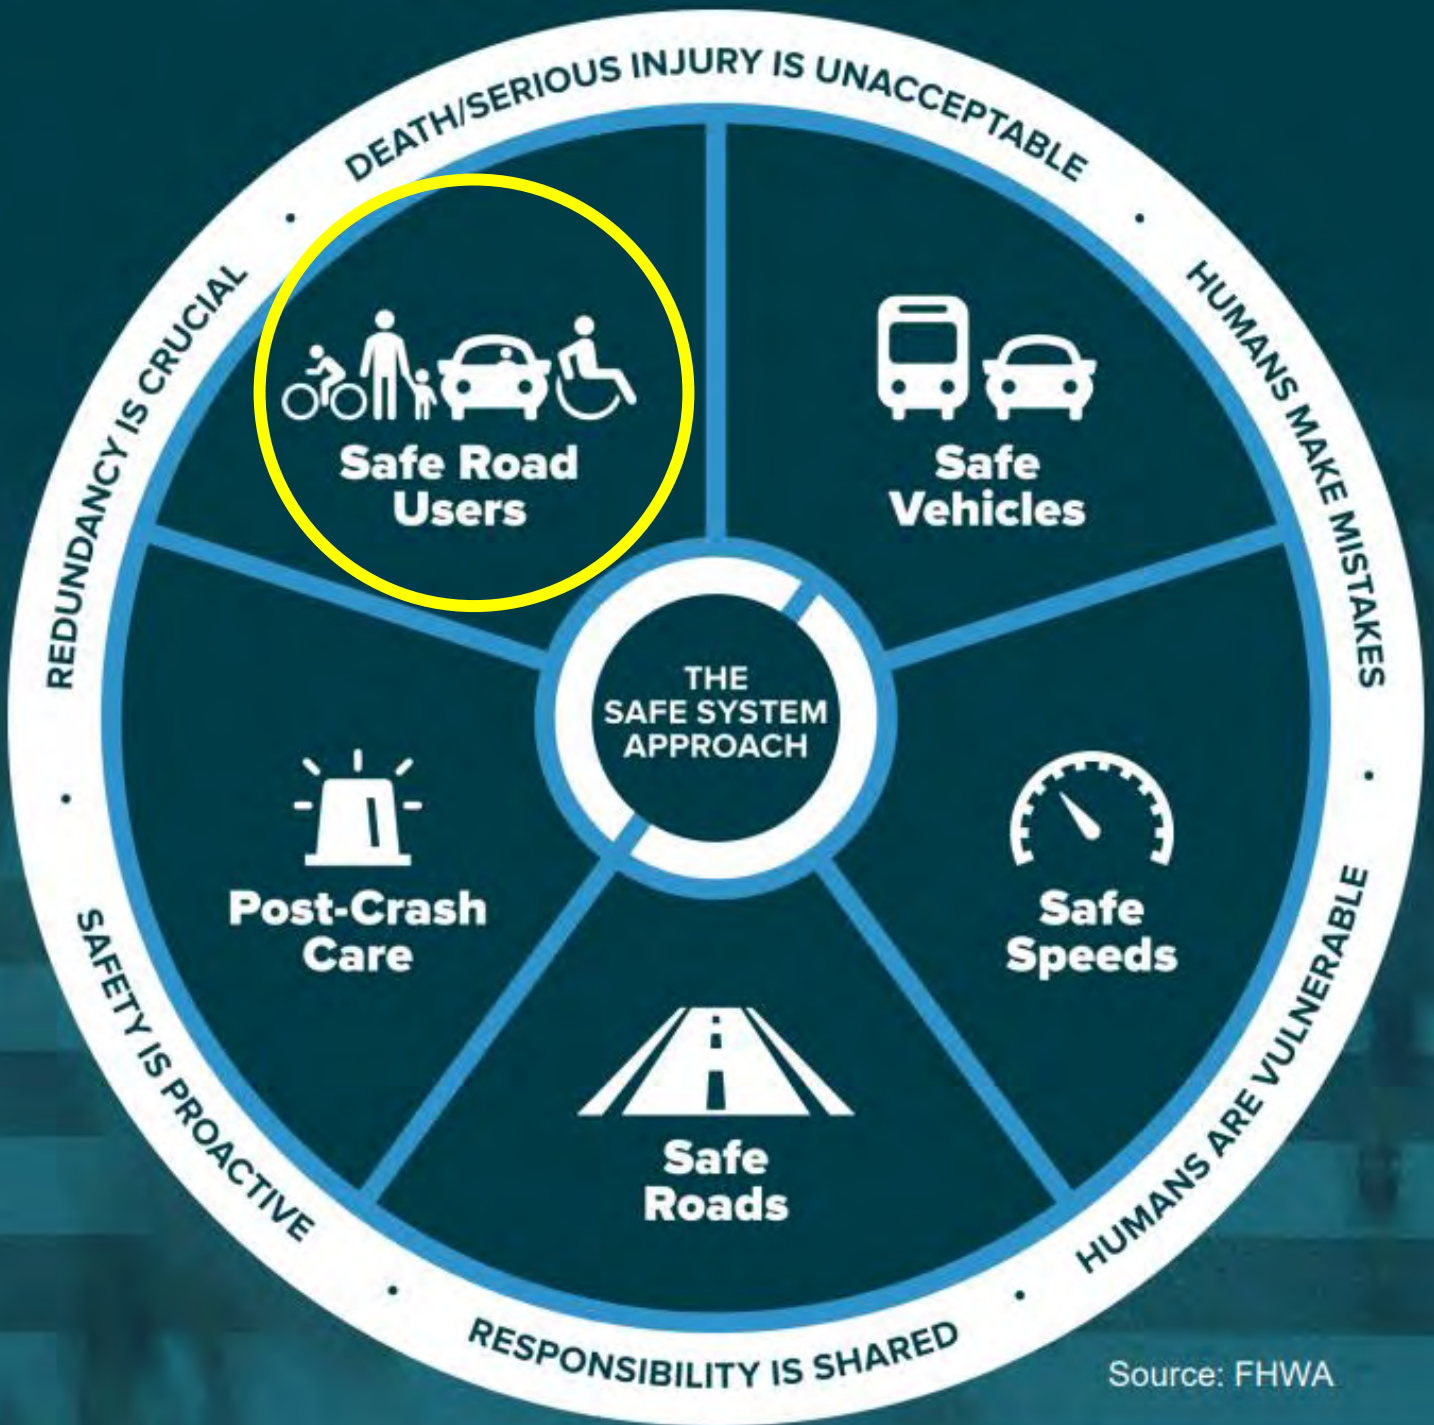 DEATH/SERIOUS INJURY IS UNACCEPTABLE
HUMANS MAKE MISTAKES
HUMANS ARE VULNERABLE
RESPONSIBILITY IS SHARED
SAFETY IS PROACTIVE
REDUNDANCY IS CRUCIAL
Safe Road
Users
Safe
Vehicles
THE
SAFE SYSTEM
APPROACH
Post-Crash
Care
Safe
Speeds
Safe
Roads
Source: FHWA